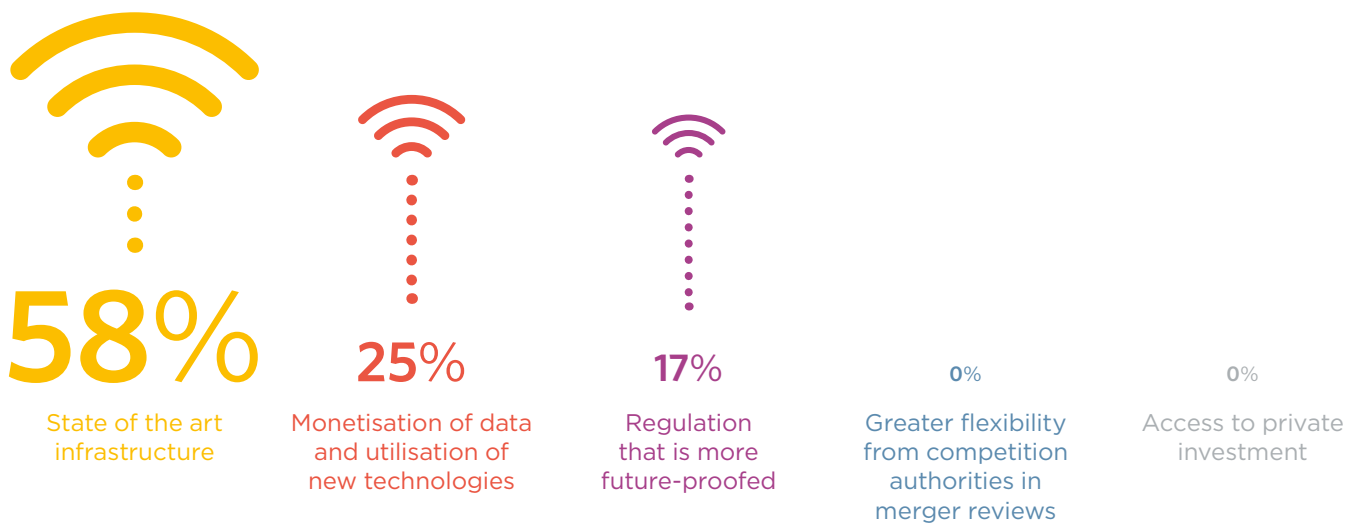 58%
State of the art
infrastructure
25%
Monetisation of data
and utilisation of
new technologies
17%
Regulation
that is more
future-proofed
0%
Greater flexibility
from competition
authorities in
merger reviews
0%
Access to private
investment